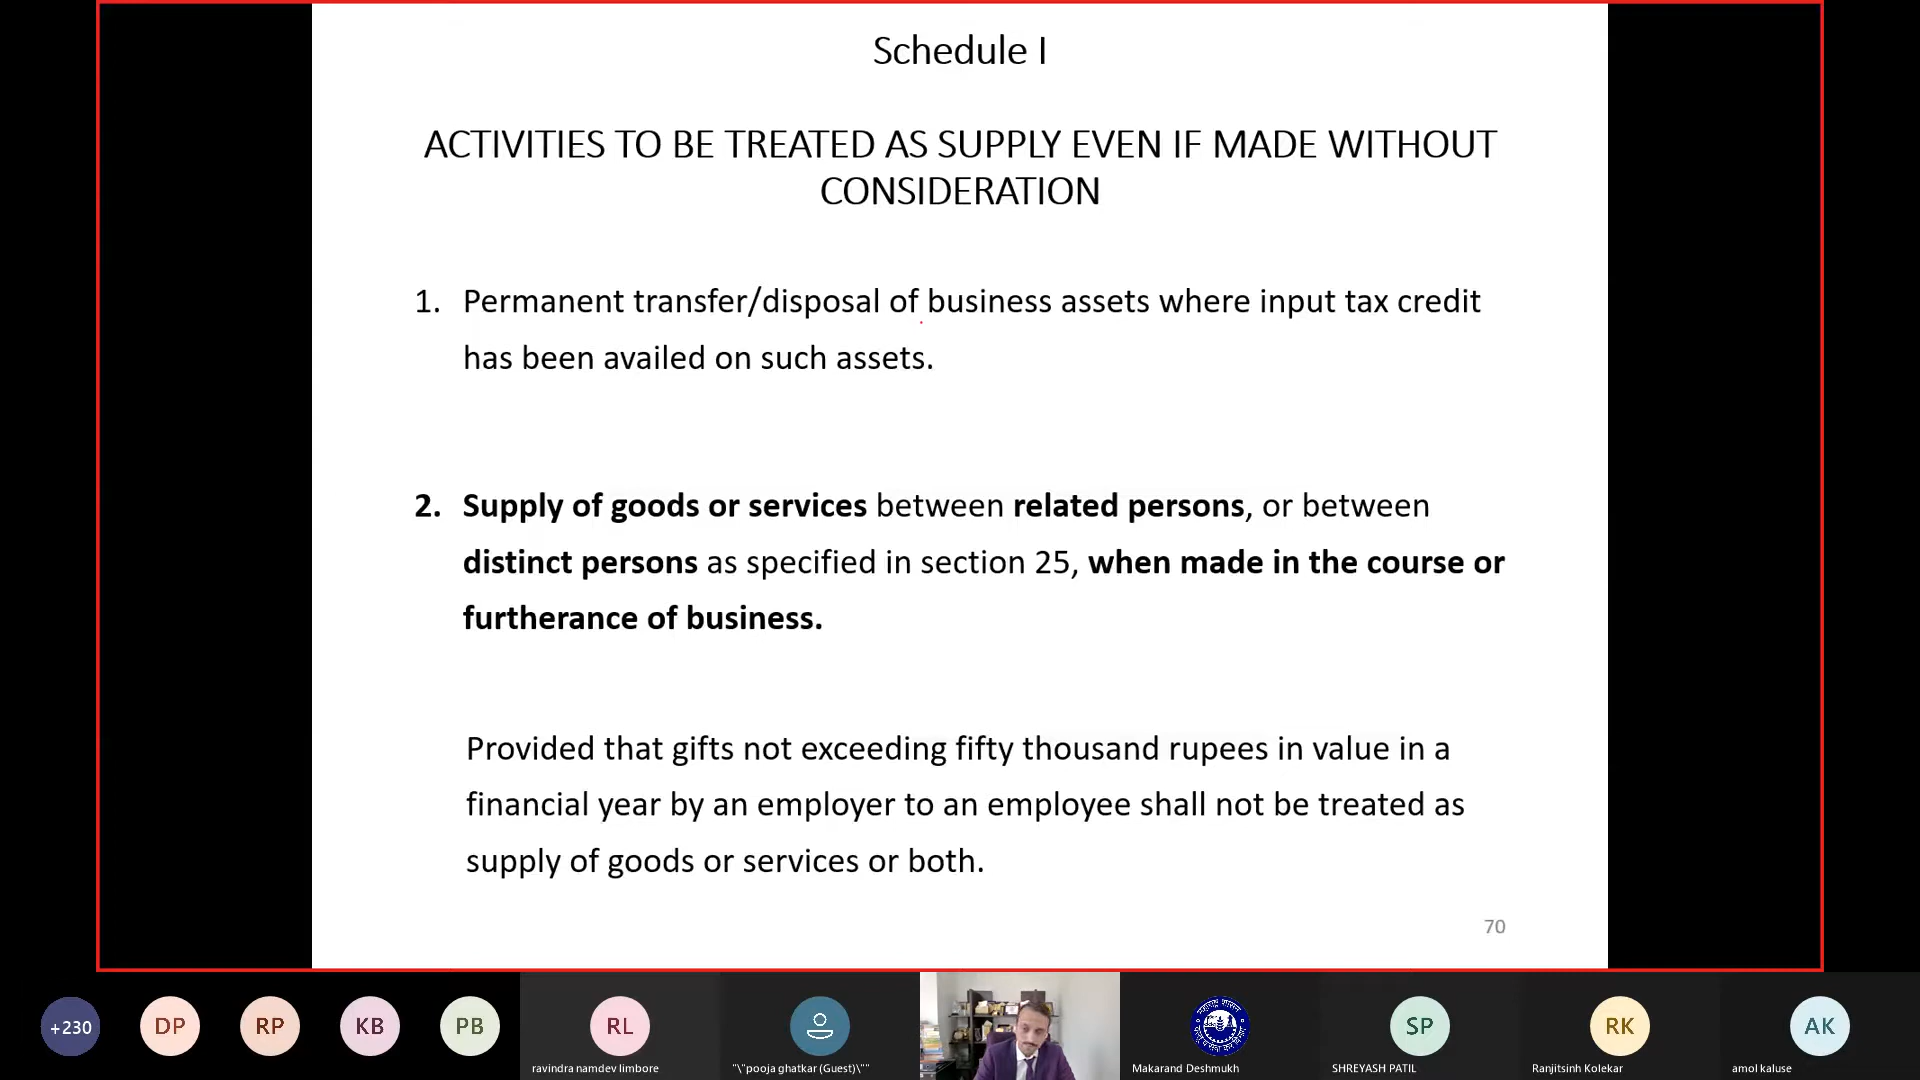 Schedule I
ACTIVITIES TO BE TREATED AS SUPPLY EVEN IF MADE WITHOUT
CONSIDERATION
1. Permanent transfer/disposal of business assets where input tax credit
has been availed on such assets.
2. Supply of goods or services between related persons, or between
distinct persons as specified in section 25, when made in the course or
furtherance of business.
Provided that gifts not exceeding fifty thousand rupees in value in a
financial year by an employer to an employee shall not be treated as
supply of goods or services or both.
70
+230 DP RP KB PB RL SP RK AK
ravindra namdev limbore "\"pooja ghatkar (Guest)\"" Makarand Deshmukh SHREYASH PATIL Ranjitsinh Kolekar amol kaluse